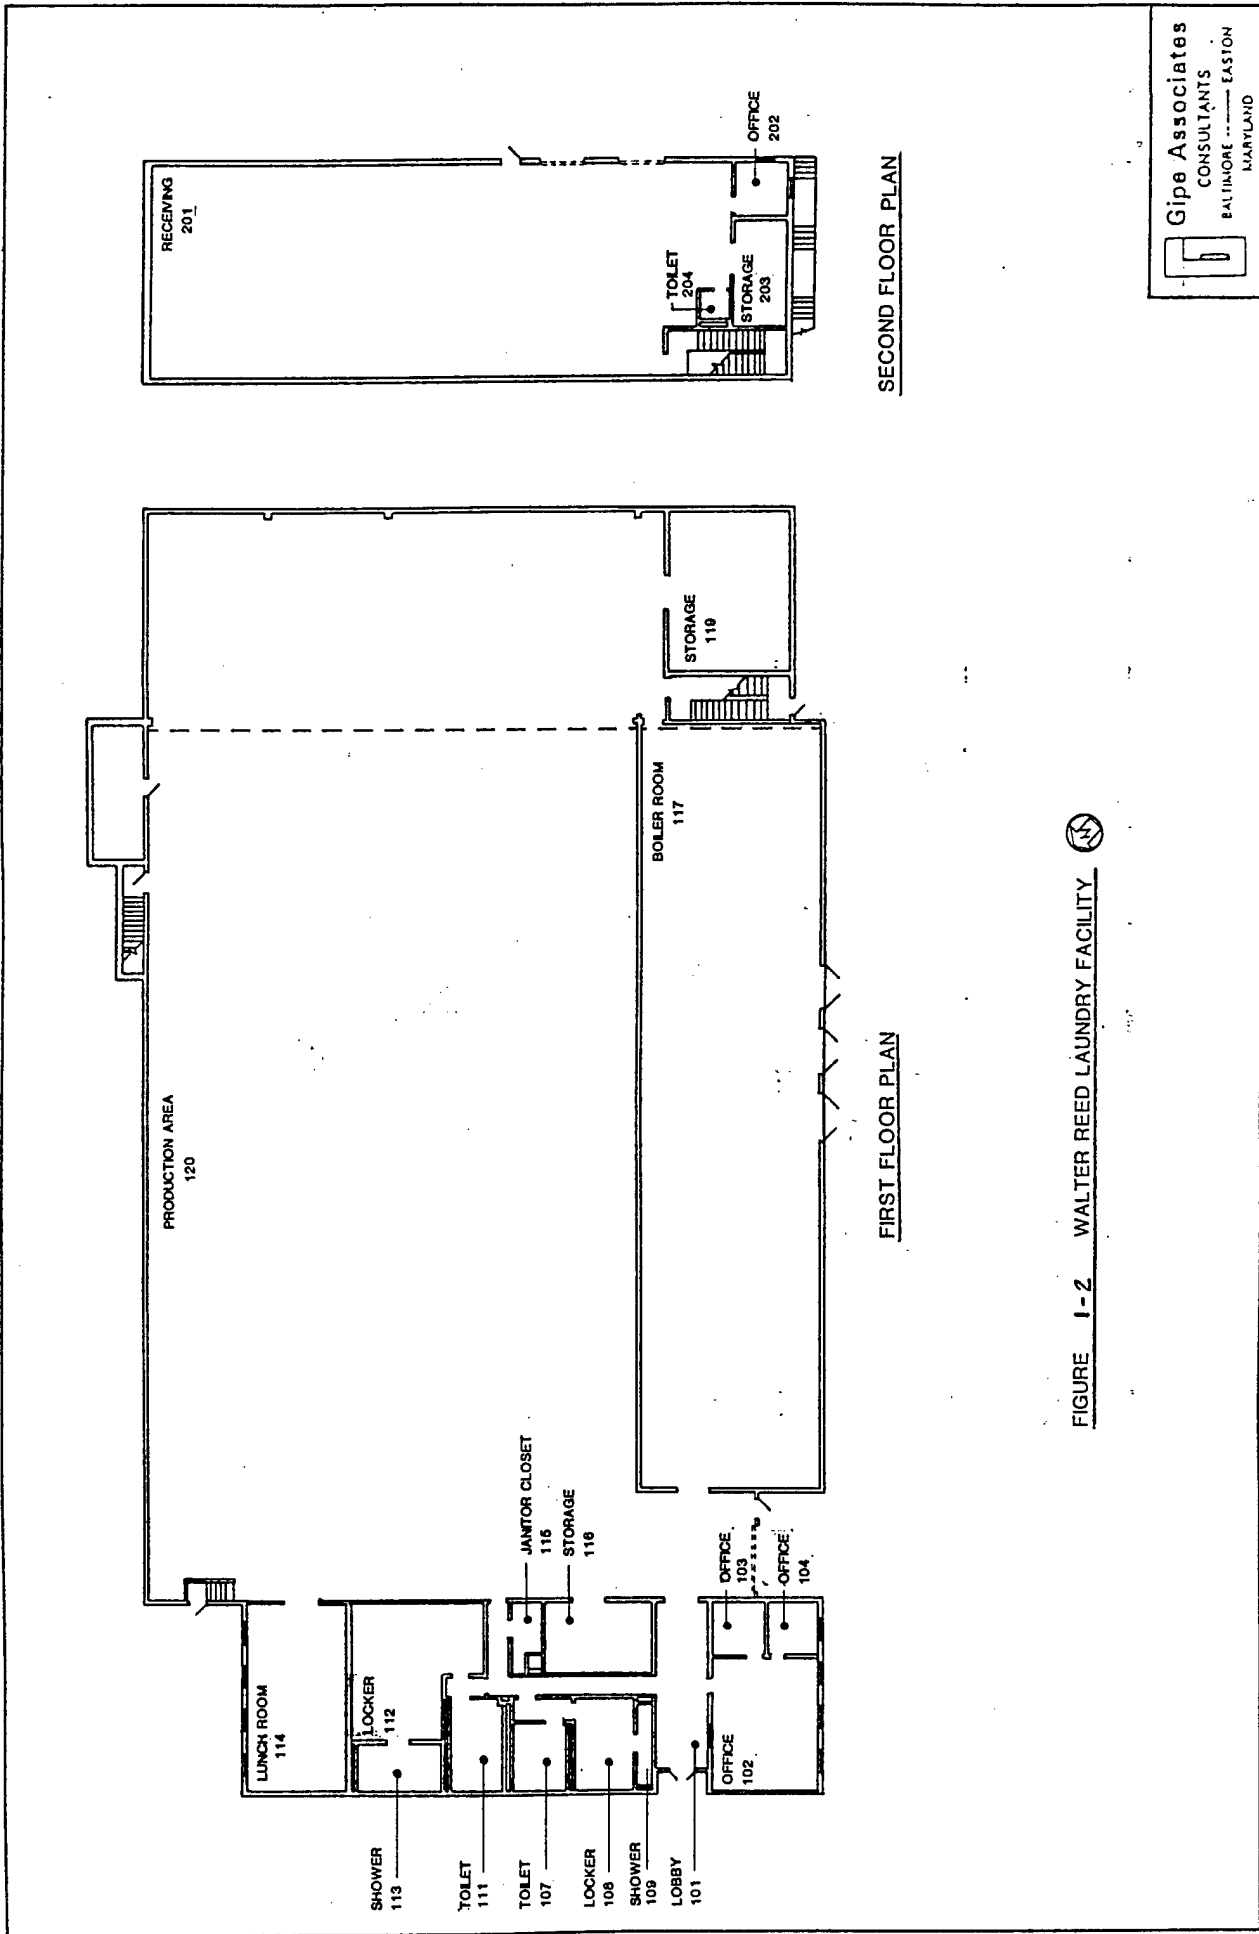 SHOWER
113
TOILET
111
TOILET
107
LOCKER
108
SHOWER
109
LOBBY
101
LUNCH ROOM
114
LOCKER
112
OFFICE
102
OFFICE
103
OFFICE
104
JANITOR CLOSET
115
STORAGE
116
PRODUCTION AREA
120
BOILER ROOM
117
STORAGE
119
FIRST FLOOR PLAN
RECEIVING
201
TOILET
204
STORAGE
203
OFFICE
202
SECOND FLOOR PLAN
FIGURE 1-2 WALTER REED LAUNDRY FACILITY
Gipe Associates
CONSULTANTS
BALTIMORE ------ EASTON
MARYLAND